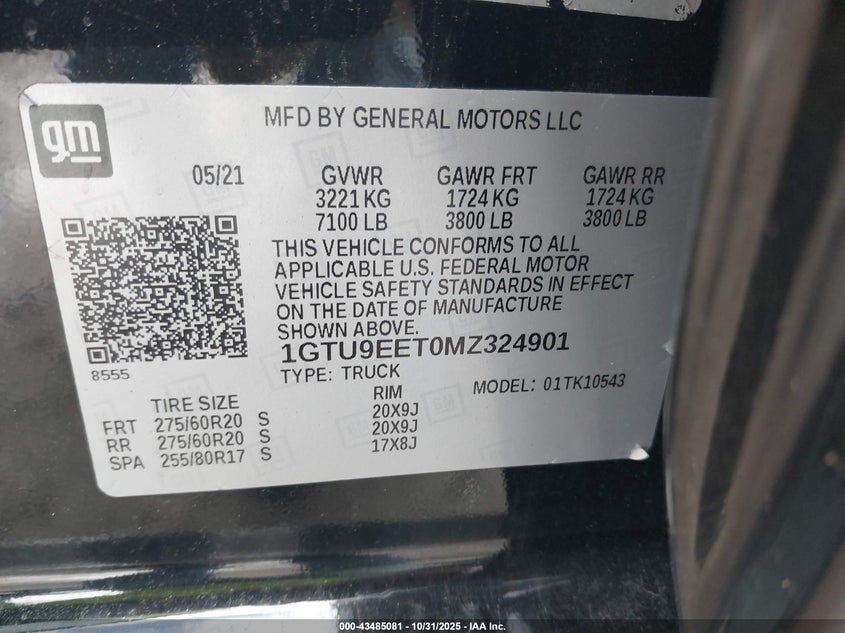 gm
MFD BY GENERAL MOTORS LLC
05/21 GVWR GAWR FRT GAWR RR
3221 KG 1724 KG 1724 KG
7100 LB 3800 LB 3800 LB
THIS VEHICLE CONFORMS TO ALL
APPLICABLE U.S. FEDERAL MOTOR
VEHICLE SAFETY STANDARDS IN EFFECT
ON THE DATE OF MANUFACTURE
SHOWN ABOVE.
1GTU9EET0MZ324901
8555
TYPE: TRUCK MODEL: 01TK10543
TIRE SIZE RIM
FRT 275/60R20 S 20X9J
RR 275/60R20 S 20X9J
SPA 255/80R17 S 17X8J
000-43485081 - 10/31/2025 - IAA Inc.